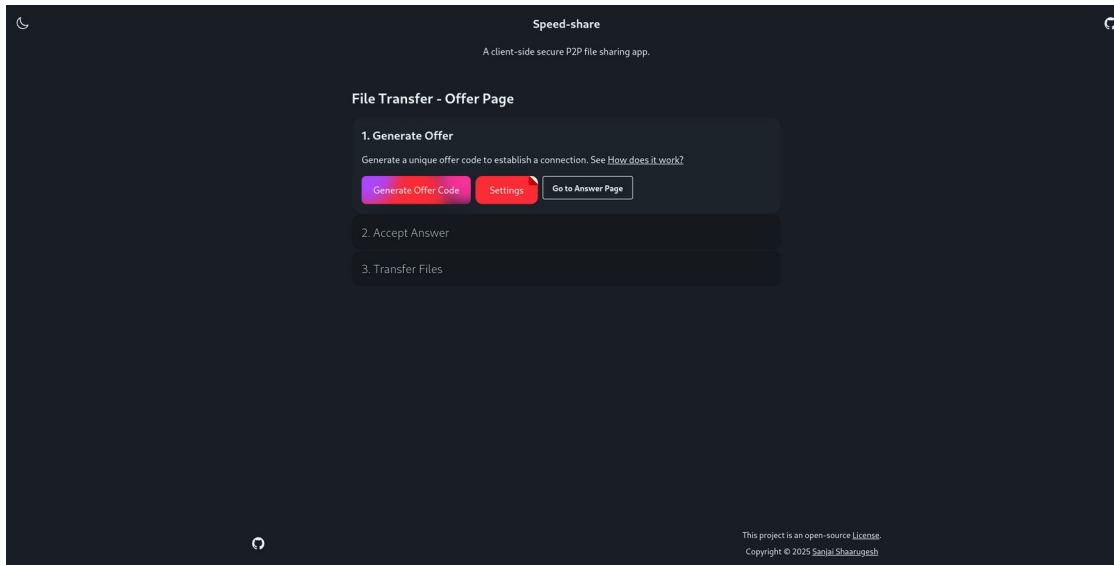 Speed-share
A client-side secure P2P file sharing app.
File Transfer - Offer Page
1. Generate Offer
Generate a unique offer code to establish a connection. See How does it work?
Generate Offer Code
Settings
Go to Answer Page
2. Accept Answer
3. Transfer Files
This project is an open-source License.
Copyright © 2025 Sanjai Shaarugesh